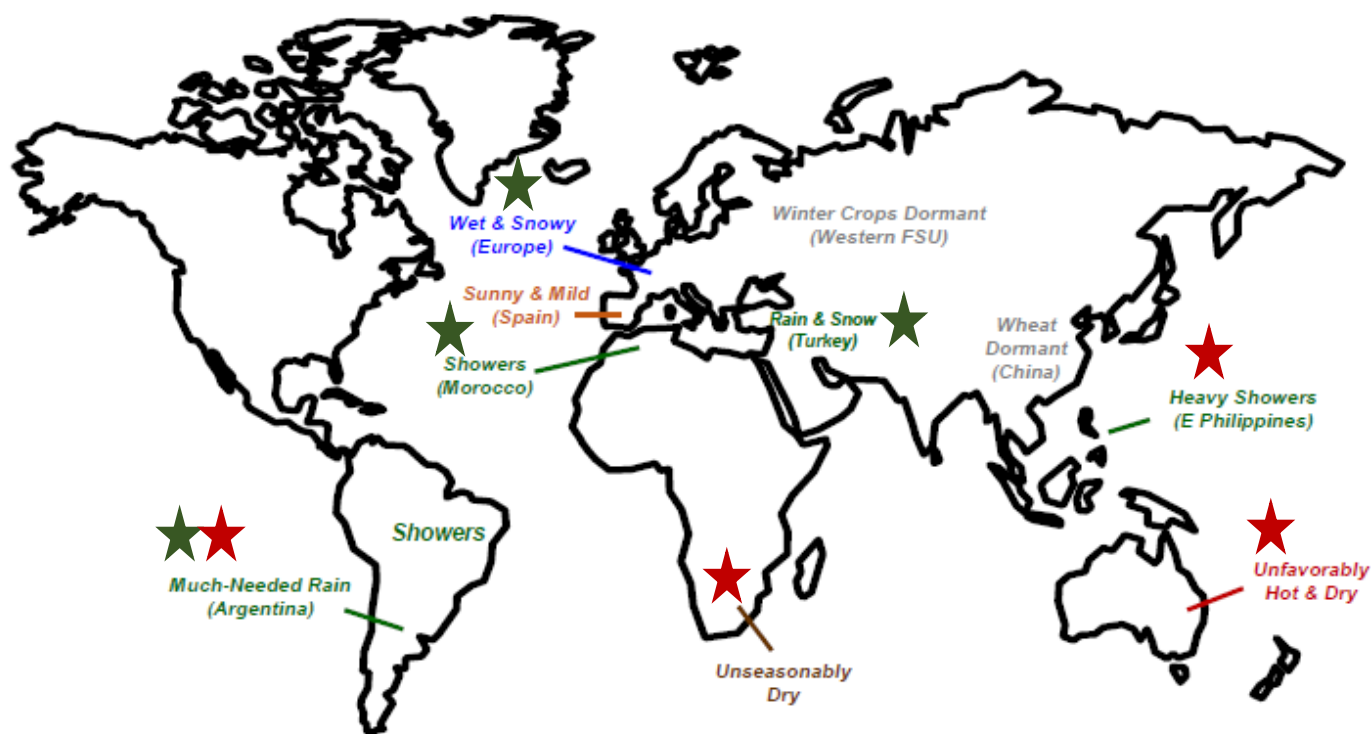 Wet & Snowy
(Europe)
Winter Crops Dormant
(Western FSU)
Sunny & Mild
(Spain)
Rain & Snow
(Turkey)
Wheat
Dormant
(China)
Showers
(Morocco)
Heavy Showers
(E Philippines)
Showers
Much-Needed Rain
(Argentina)
Unfavorably
Hot & Dry
Unseasonably
Dry